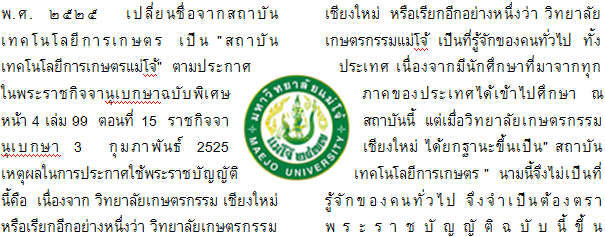 พ.ศ. ๒๕๒๕ เปลี่ยนชื่อจากสถาบัน
เทคโนโลยีการเกษตร เป็น "สถาบัน
เทคโนโลยีการเกษตรแม่โจ้" ตามประกาศ
ในพระราชกิจจานุเบกษาฉบับพิเศษ
หน้า 4 เล่ม 99 ตอนที่ 15 ราชกิจจา
นุเบกษา 3 กุมภาพันธ์ 2525
เหตุผลในการประกาศใช้พระราชบัญญัติ
นี้คือ เนื่องจาก วิทยาลัยเกษตรกรรม เชียงใหม่
หรือเรียกอีกอย่างหนึ่งว่า วิทยาลัยเกษตรกรรม
มหาวิทยาลัยแม่โจ้
แม่โจ้ ๒๔๗๗
MAEJO UNIVERSITY
เชียงใหม่ หรือเรียกอีกอย่างหนึ่งว่า วิทยาลัย
เกษตรกรรมแม่โจ้ เป็นที่รู้จักของคนทั่วไป ทั้ง
ประเทศ เนื่องจากมีนักศึกษาที่มาจากทุก
ภาคของประเทศได้เข้าไปศึกษา ณ
สถาบันนี้ แต่เมื่อวิทยาลัยเกษตรกรรม
เชียงใหม่ ได้ยกฐานะขึ้นเป็น" สถาบัน
เทคโนโลยีการเกษตร " นามนี้จึงไม่เป็นที่
รู้จักของคนทั่วไป จึงจำเป็นต้องตรา
พระราชบัญญัติฉบับนี้ขึ้น